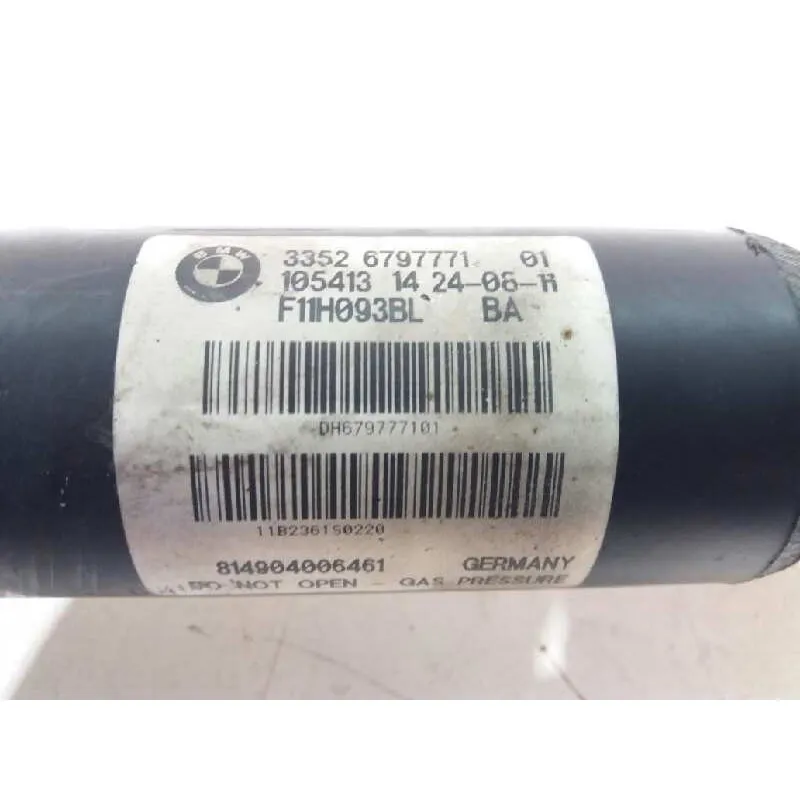 BMW
3352 6797771 01
105413 14 24-08-11
F11H093BL BA
DH679777101
11B236150220
814904006461 GERMANY
DO NOT OPEN - GAS PRESSURE